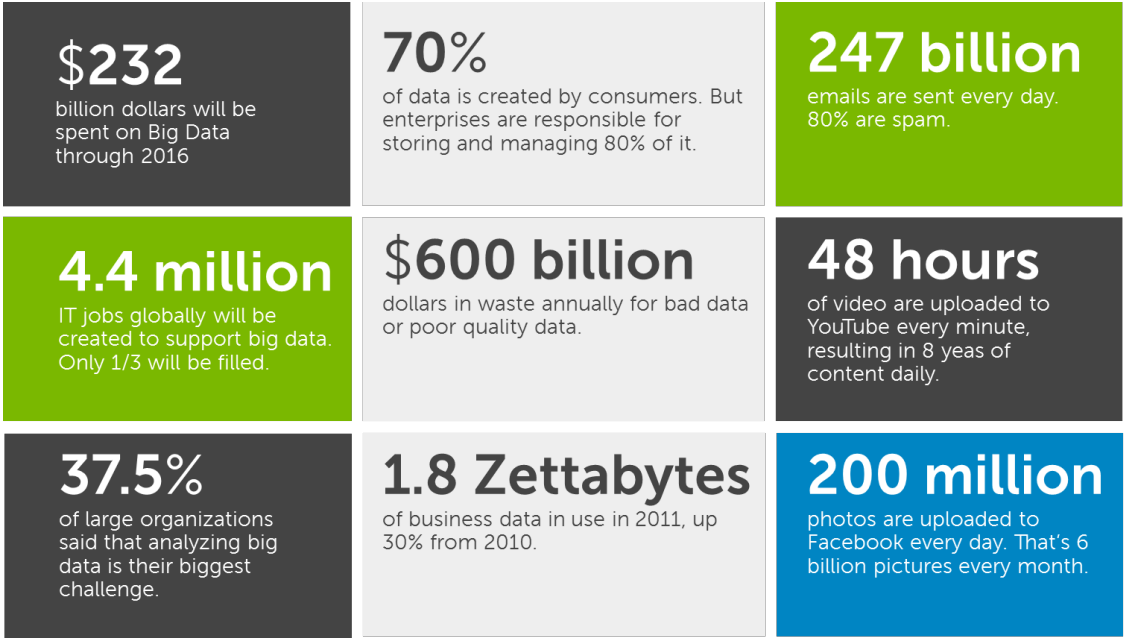 $232
billion dollars will be
spent on Big Data
through 2016
70%
of data is created by consumers. But
enterprises are responsible for
storing and managing 80% of it.
247 billion
emails are sent every day.
80% are spam.
4.4 million
IT jobs globally will be
created to support big data.
Only 1/3 will be filled.
$600 billion
dollars in waste annually for bad data
or poor quality data.
48 hours
of video are uploaded to
YouTube every minute,
resulting in 8 yeas of
content daily.
37.5%
of large organizations
said that analyzing big
data is their biggest
challenge.
1.8 Zettabytes
of business data in use in 2011, up
30% from 2010.
200 million
photos are uploaded to
Facebook every day. That’s 6
billion pictures every month.